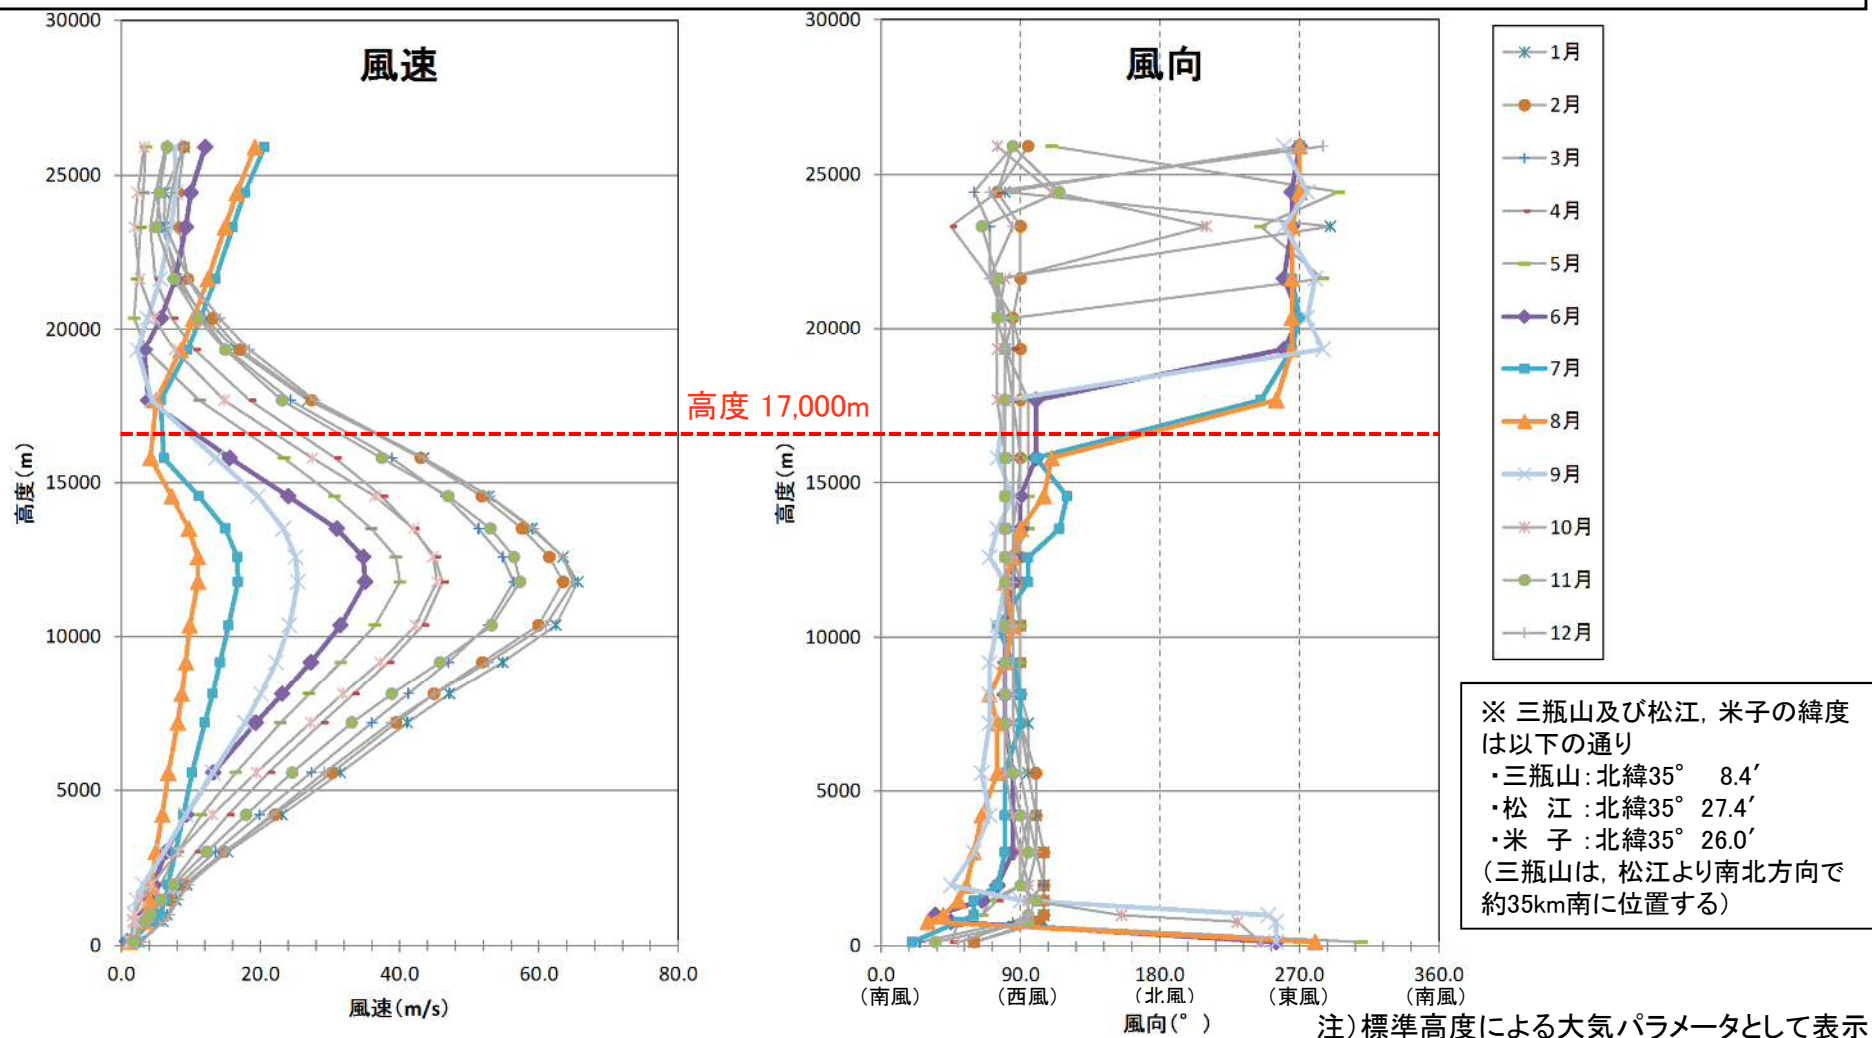 風速
30000
25000
20000
15000
10000
5000
0
高度(m)
0.0
20.0
40.0
60.0
80.0
風速(m/s)
高度 17,000m
風向
30000
25000
20000
15000
10000
5000
0
高度(m)
0.0
90.0
180.0
270.0
360.0
(南風)
(西風)
(北風)
(東風)
(南風)
風向(°)
1月
2月
3月
4月
5月
6月
7月
8月
9月
10月
11月
12月
※ 三瓶山及び松江, 米子の緯度
は以下の通り
・三瓶山:北緯35° 8.4′
・松 江:北緯35° 27.4′
・米 子:北緯35° 26.0′
(三瓶山は, 松江より南北方向で
約35km南に位置する)
注)標準高度による大気パラメータとして表示